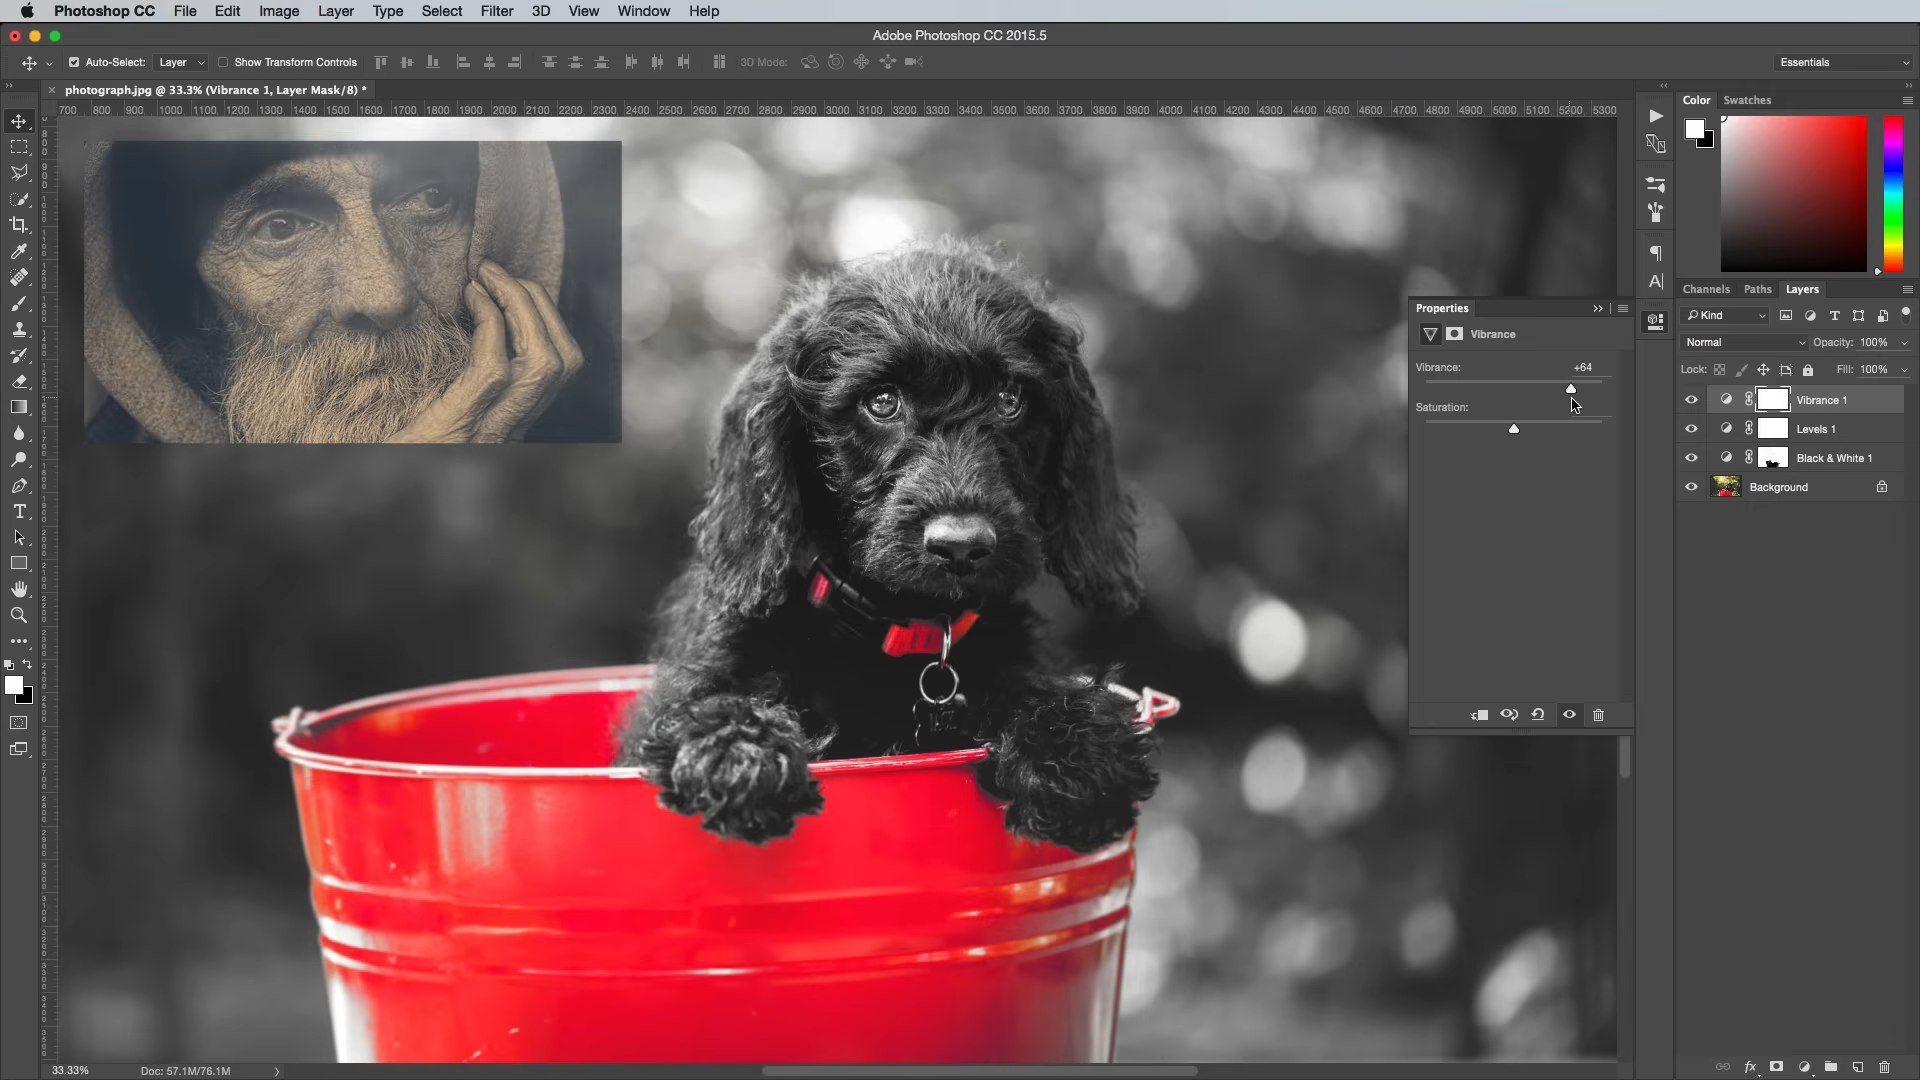 Photoshop CC File Edit Image Layer Type Select Filter 3D View Window Help
Adobe Photoshop CC 2015.5
Auto-Select: Layer Show Transform Controls 3D Mode: Essentials
photograph.jpg @ 33.3% (Vibrance 1, Layer Mask/8) *
700 800 900 1000 1100 1200 1300 1400 1500 1600 1700 1800 1900 2000 2100 2200 2300 2400 2500 2600 2700 2800 2900 3000 3100 3200 3300 3400 3500 3600 3700 3800 3900 4000 4100 4200 4300 4400 4500 4600 4700 4800 4900 5000 5100 5200 5300
Color Swatches
Channels Paths Layers
Kind
Normal Opacity: 100%
Lock: Fill: 100%
Vibrance 1
Levels 1
Black & White 1
Background
Properties
Vibrance
Vibrance: +64
Saturation:
33.33% Doc: 57.1M/76.1M